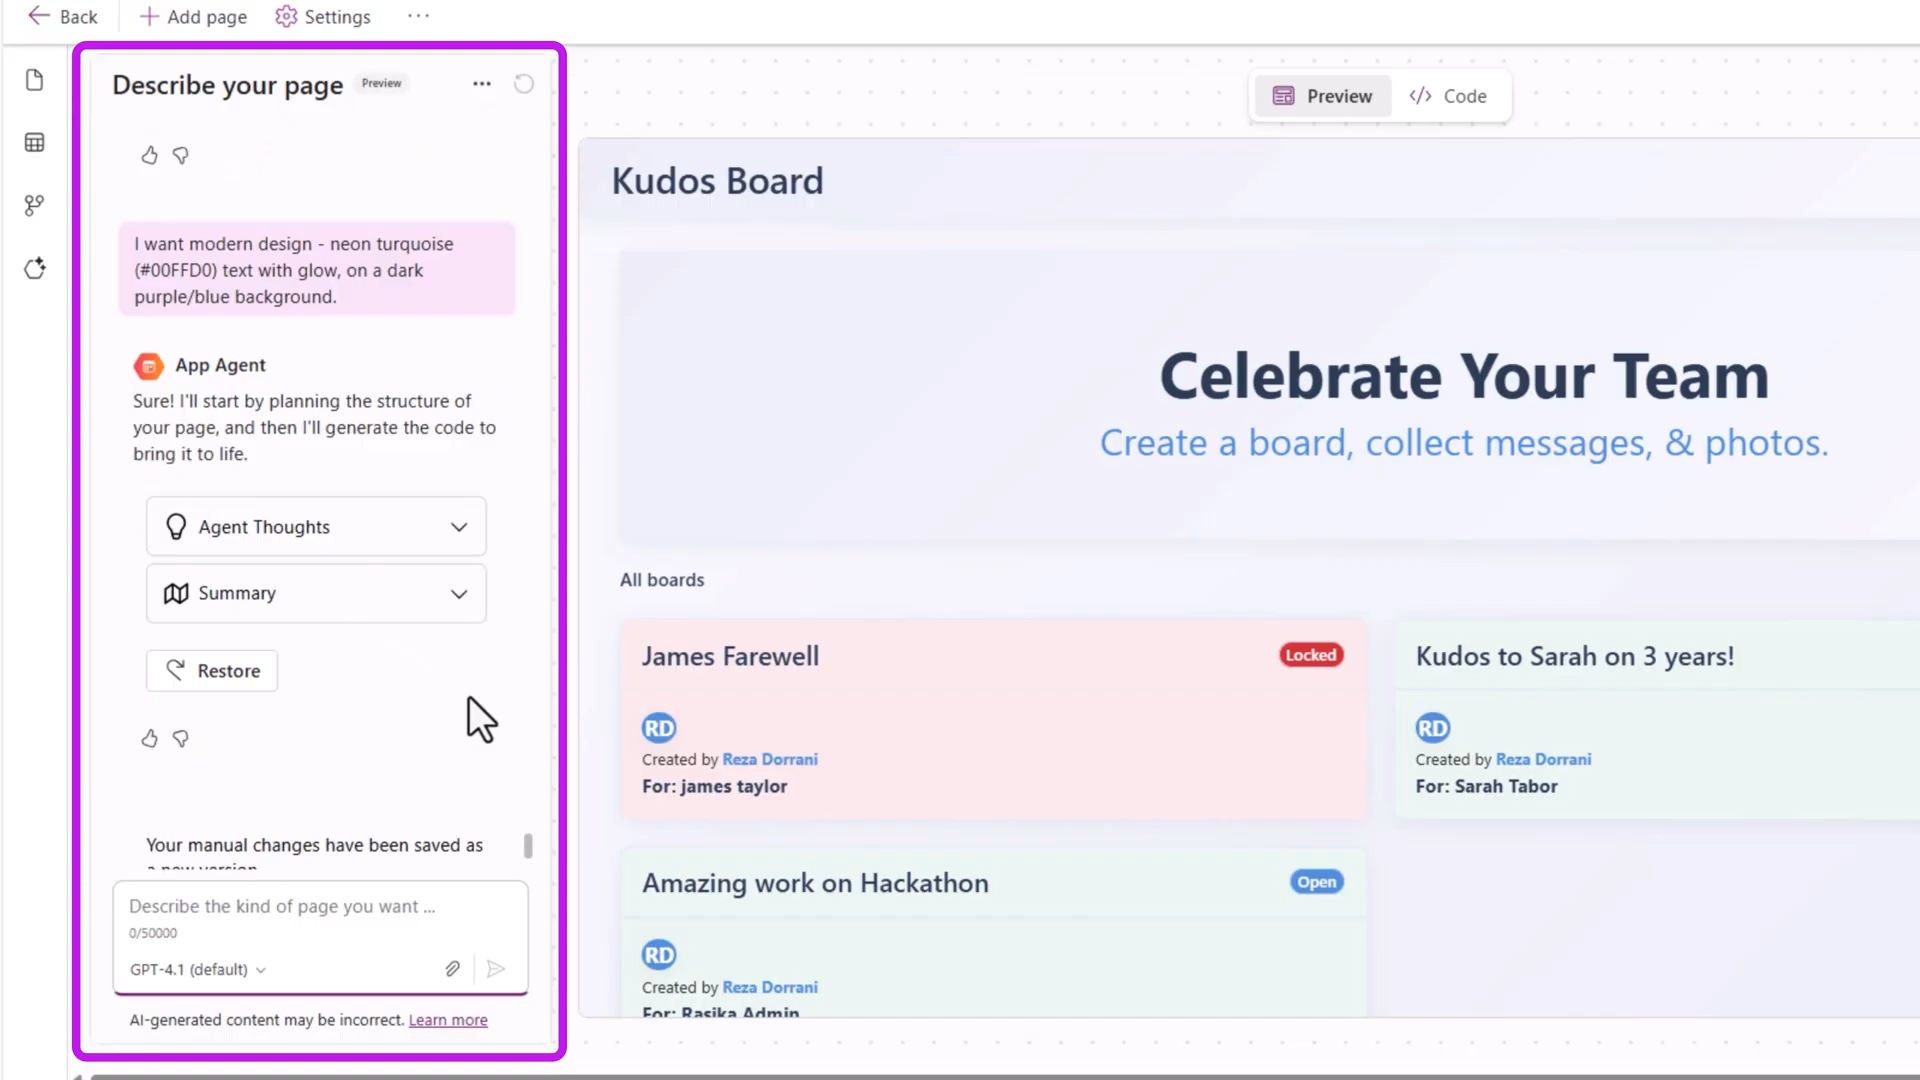 Back
Add page
Settings
Describe your page
Preview
I want modern design - neon turquoise
(#00FFD0) text with glow, on a dark
purple/blue background.
App Agent
Sure! I'll start by planning the structure of
your page, and then I'll generate the code to
bring it to life.
Agent Thoughts
Summary
Restore
Your manual changes have been saved as
a new version
Describe the kind of page you want ...
0/50000
GPT-4.1 (default)
AI-generated content may be incorrect. Learn more
Preview
Code
Kudos Board
Celebrate Your Team
Create a board, collect messages, & photos.
All boards
James Farewell
Locked
RD
Created by Reza Dorrani
For: james taylor
Kudos to Sarah on 3 years!
RD
Created by Reza Dorrani
For: Sarah Tabor
Amazing work on Hackathon
Open
RD
Created by Reza Dorrani
For: Rasika Admin